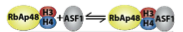 RbAp48 H3 H4 + ASF1 ⇌ RbAp48 H3 H4 ASF1